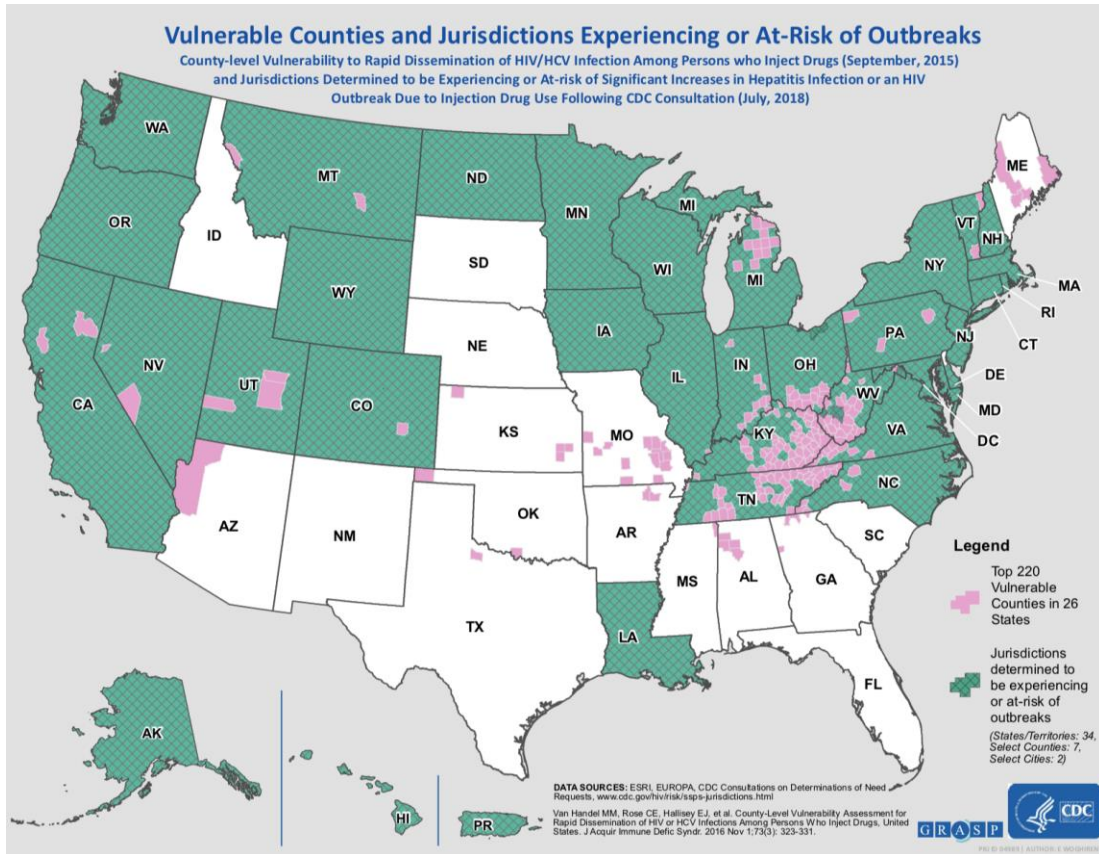 Vulnerable Counties and Jurisdictions Experiencing or At-Risk of Outbreaks
County-level Vulnerability to Rapid Dissemination of HIV/HCV Infection Among Persons who Inject Drugs (September, 2015)
and Jurisdictions Determined to be Experiencing or At-risk of Significant Increases in Hepatitis Infection or an HIV
Outbreak Due to Injection Drug Use Following CDC Consultation (July, 2018)
WA
MT
ND
MN
MI
ME
VT
NH
OR
ID
SD
WI
MI
NY
MA
RI
CT
WY
IA
PA
NJ
NE
NV
UT
IL
IN
OH
DE
MD
DC
WV
CA
CO
KS
MO
KY
VA
AZ
NM
OK
AR
TN
NC
SC
MS
AL
GA
TX
LA
FL
AK
HI
PR
Legend
Top 220
Vulnerable
Counties in 26
States
Jurisdictions
determined to
be experiencing
or at-risk of
outbreaks
(States/Territories: 34,
Select Counties: 7,
Select Cities: 2)
DATA SOURCES: ESRI, EUROPA, CDC Consultations on Determinations of Need
Requests, www.cdc.gov/hiv/risk/ssps-jurisdictions.html
Van Handel MM, Rose CE, Hallisey EJ, et al. County-Level Vulnerability Assessment for
Rapid Dissemination of HIV or HCV Infections Among Persons Who Inject Drugs, United
States. J Acquir Immune Defic Syndr. 2016 Nov 1;73(3): 323-331.
GRASP
CDC